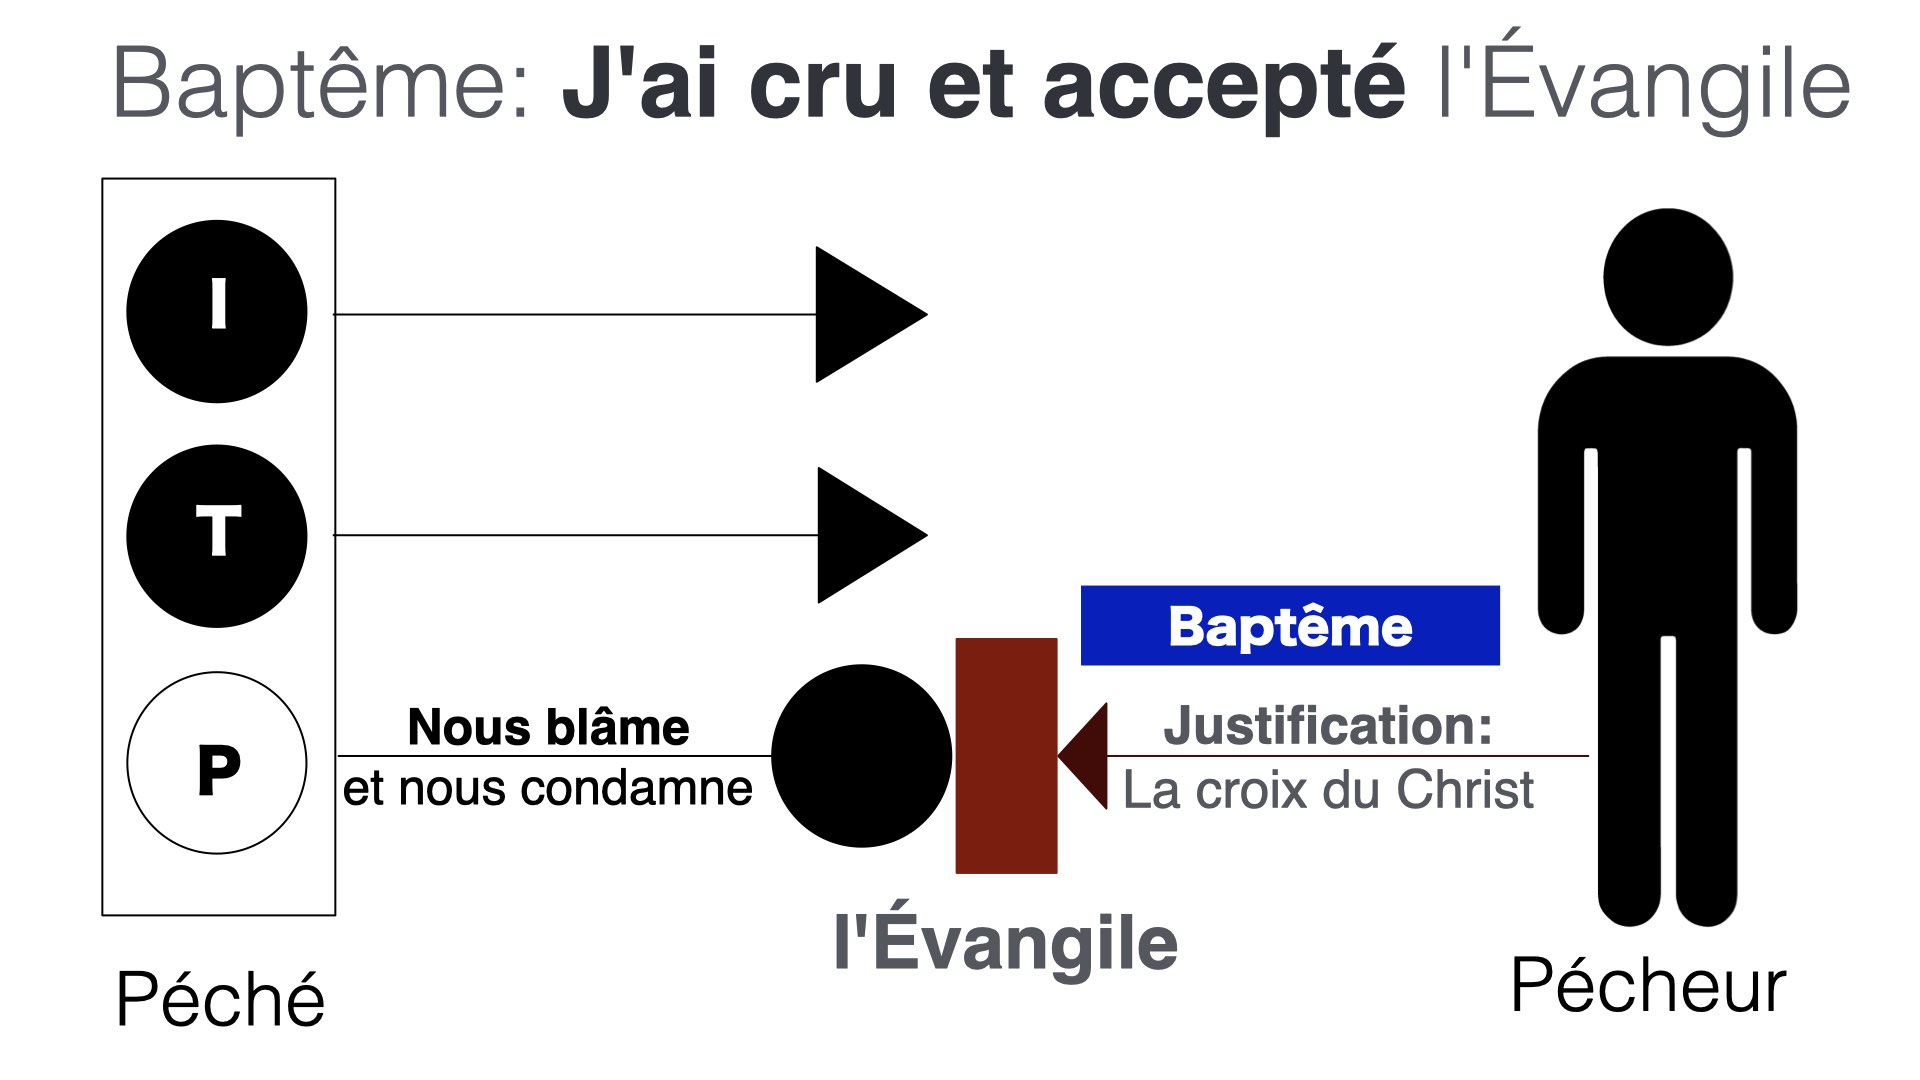 Baptême: J'ai cru et accepté l'Évangile
I
T
Baptême
P
Nous blâme
et nous condamne
Justification:
La croix du Christ
l'Évangile
Péché
Pécheur